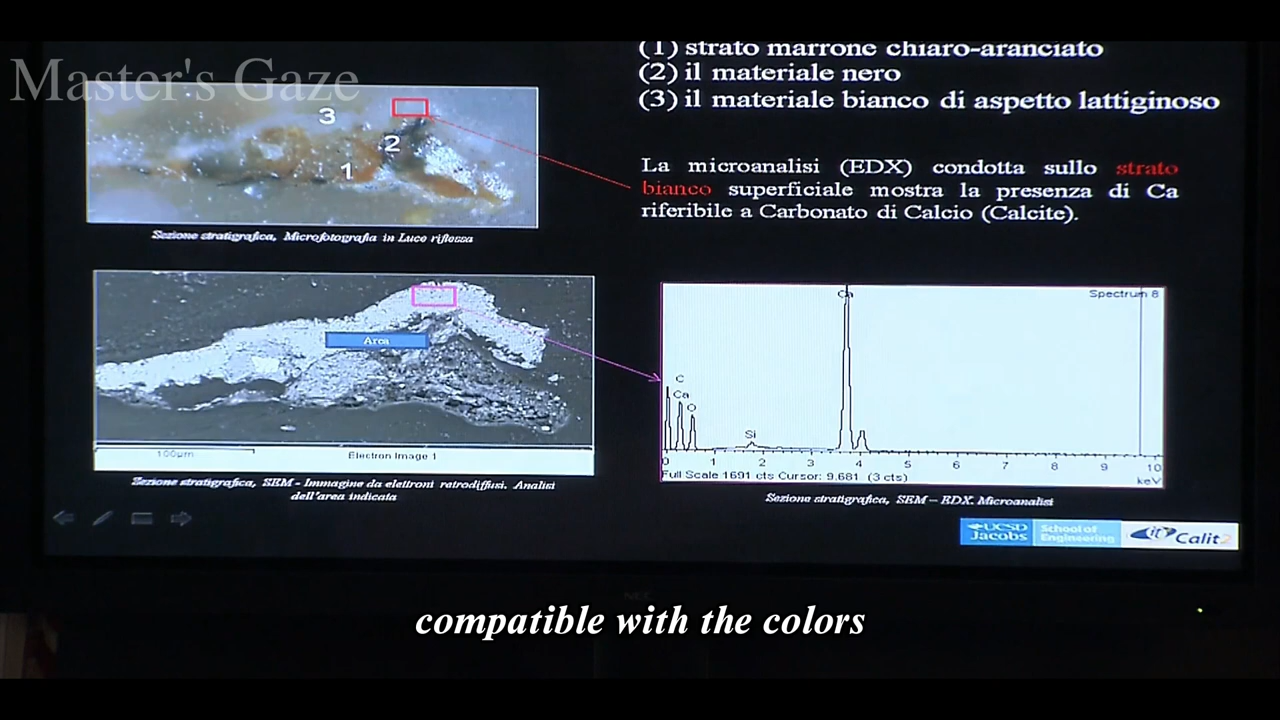 Master's Gaze
(1) strato marrone chiaro-aranciato
(2) il materiale nero
(3) il materiale bianco di aspetto lattiginoso
3
2
1
La microanalisi (EDX) condotta sullo strato
bianco superficiale mostra la presenza di Ca
riferibile a Carbonato di Calcio (Calcite).
Sezione stratigrafica, Microfotografia in Luce riflessa
Area
100µm
Electron Image 1
Sezione stratigrafica, SEM - Immagine da elettroni retrodiffusi. Analisi
dell'area indicata
Ca
Spectrum 8
C
Ca
O
Si
0 1 2 3 4 5 6 7 8 9 10
Full Scale 1691 cts Cursor: 9.681 (3 cts)
keV
Sezione stratigrafica, SEM – EDX. Microanalisi
UCSD
Jacobs
School of
Engineering
Calit2
NEC
compatible with the colors